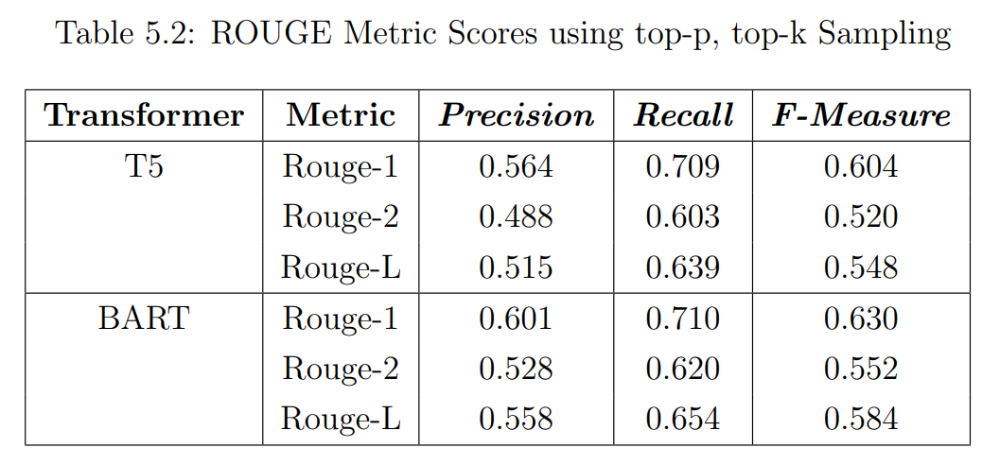 Table 5.2: ROUGE Metric Scores using top-p, top-k Sampling
Transformer Metric Precision Recall F-Measure
T5 Rouge-1 0.564 0.709 0.604
Rouge-2 0.488 0.603 0.520
Rouge-L 0.515 0.639 0.548
BART Rouge-1 0.601 0.710 0.630
Rouge-2 0.528 0.620 0.552
Rouge-L 0.558 0.654 0.584